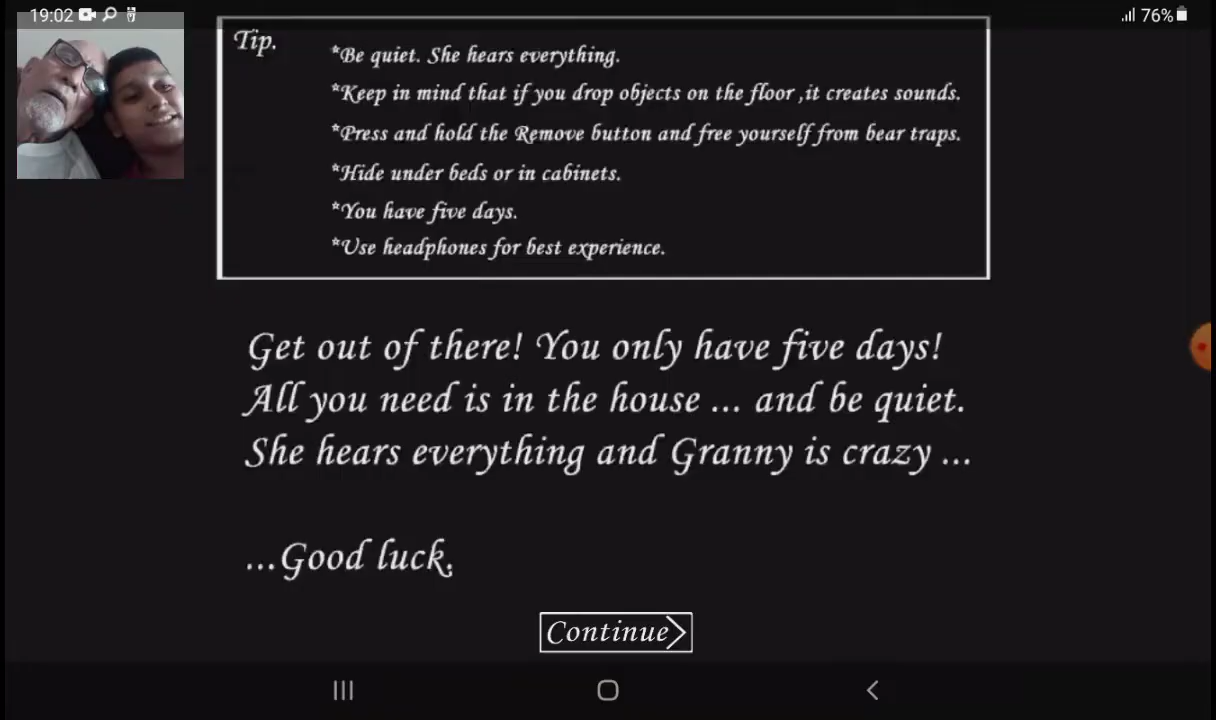 19:02
76%
Tip.
*Be quiet. She hears everything.
*Keep in mind that if you drop objects on the floor ,it creates sounds.
*Press and hold the Remove button and free yourself from bear traps.
*Hide under beds or in cabinets.
*You have five days.
*Use headphones for best experience.
Get out of there! You only have five days!
All you need is in the house ... and be quiet.
She hears everything and Granny is crazy ...
...Good luck.
Continue